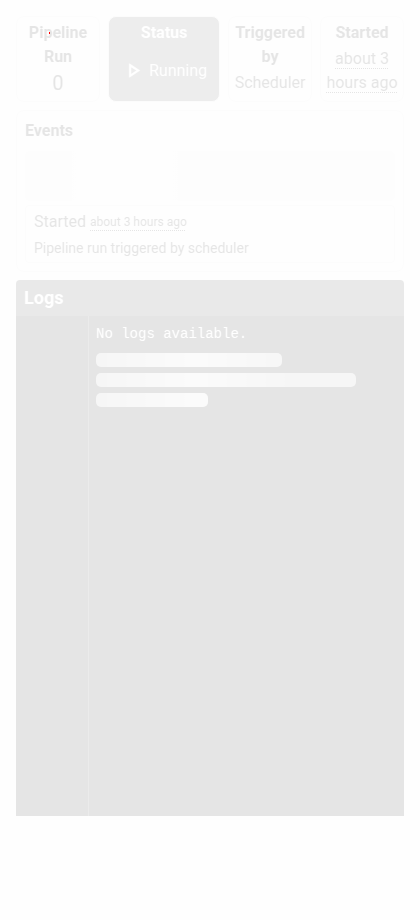 Pipeline Run
0
Status
Running
Triggered by
Scheduler
Started
about 3 hours ago
Events
Started about 3 hours ago
Pipeline run triggered by scheduler
Logs
No logs available.